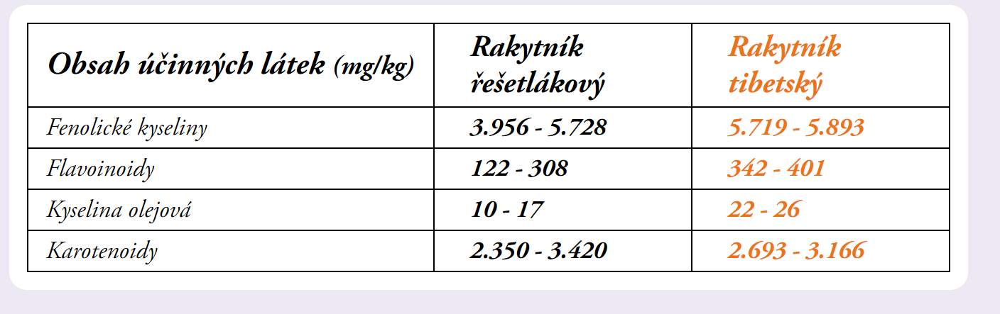 Obsah účinných látek (mg/kg)
Rakytník
řešetlákový
Rakytník
tibetský
Fenolické kyseliny 3.956 - 5.728 5.719 - 5.893
Flavoinoidy 122 - 308 342 - 401
Kyselina olejová 10 - 17 22 - 26
Karotenoidy 2.350 - 3.420 2.693 - 3.166